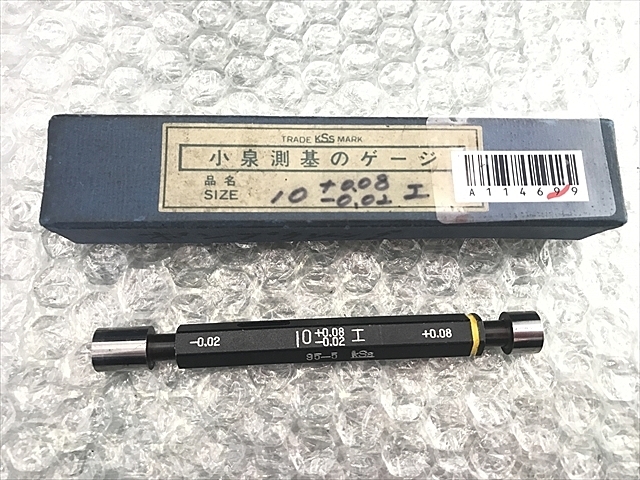 TRADE KSS MARK
小泉測基のゲージ
品名
SIZE
10 +0.08 -0.02 工
A114699
-0.02
10 +0.08 -0.02 工
+0.08
95-5 KSS